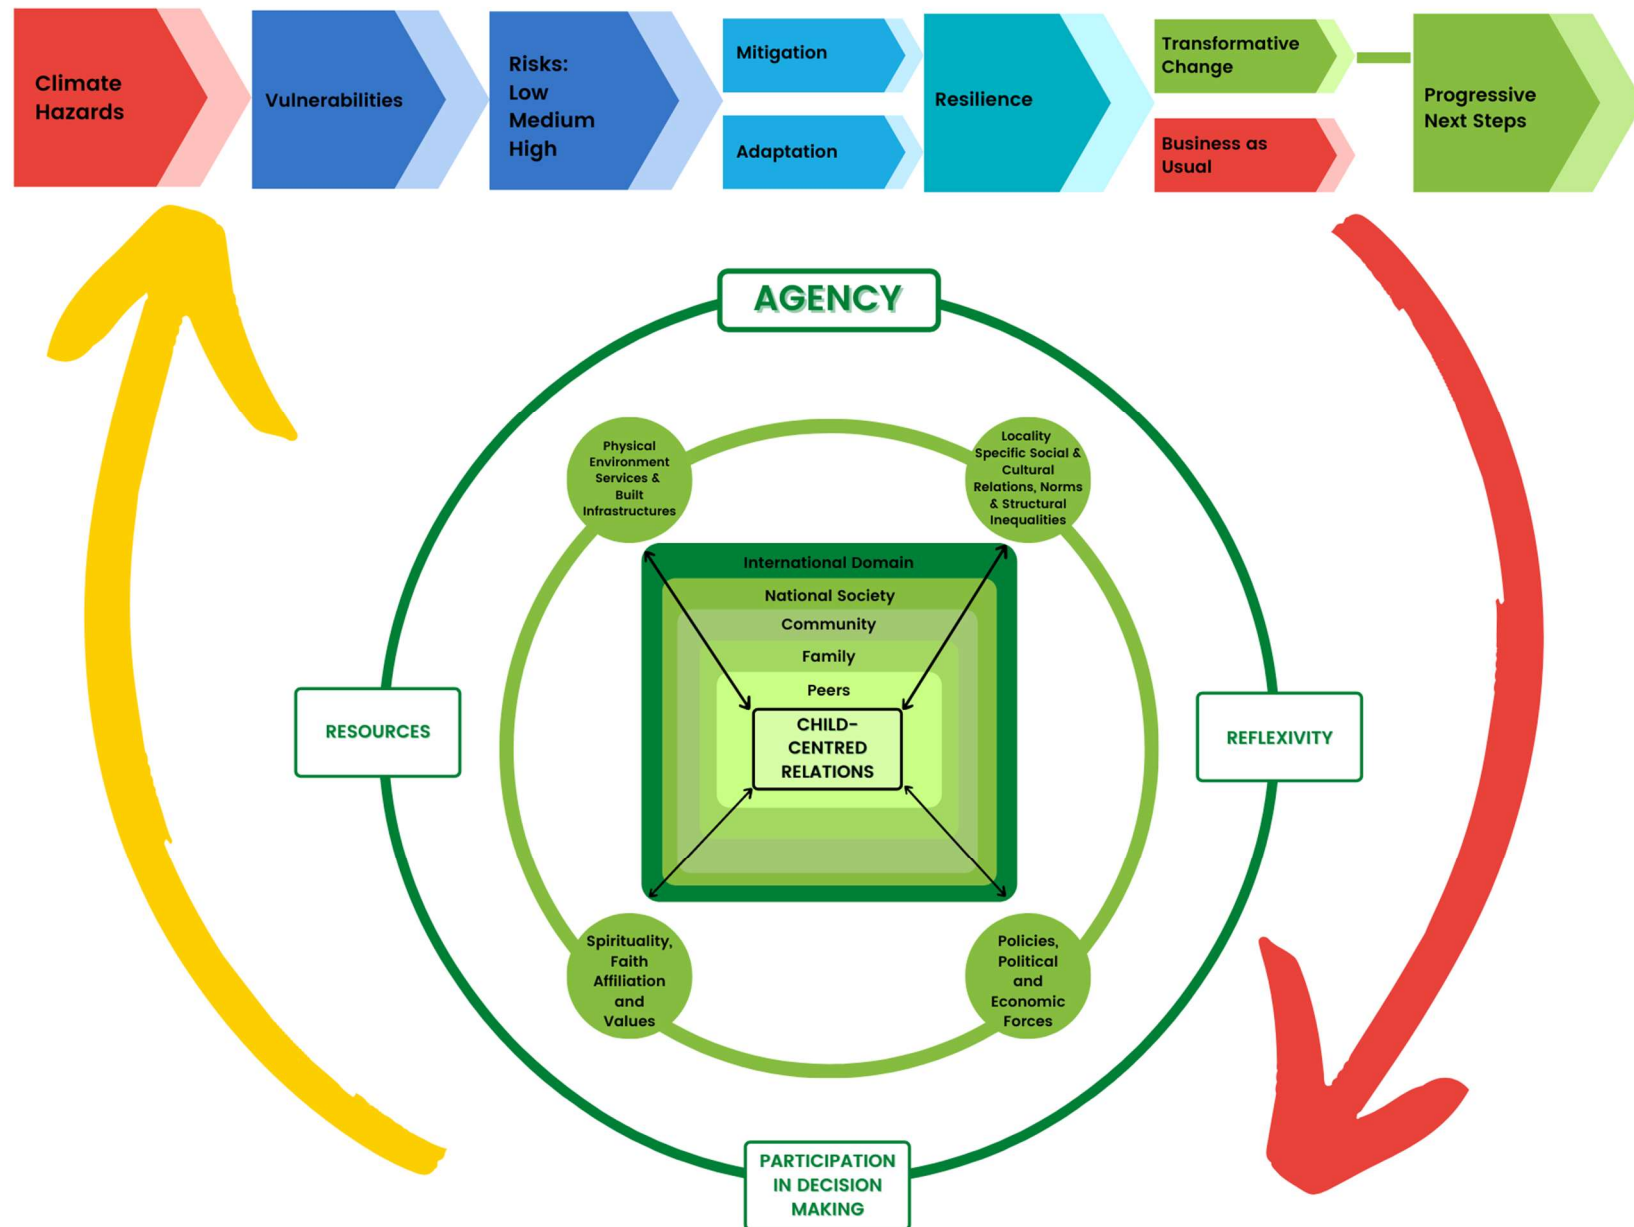 Climate
Hazards
Vulnerabilities
Risks:
Low
Medium
High
Mitigation
Adaptation
Resilience
Transformative
Change
Business as
Usual
Progressive
Next Steps
AGENCY
Physical
Environment
Services &
Built
Infrastructures
Locality
Specific Social &
Cultural
Relations, Norms
& Structural
Inequalities
International Domain
National Society
Community
Family
Peers
CHILD-
CENTRED
RELATIONS
RESOURCES
REFLEXIVITY
Spirituality,
Faith
Affiliation
and
Values
Policies,
Political
and
Economic
Forces
PARTICIPATION
IN DECISION
MAKING